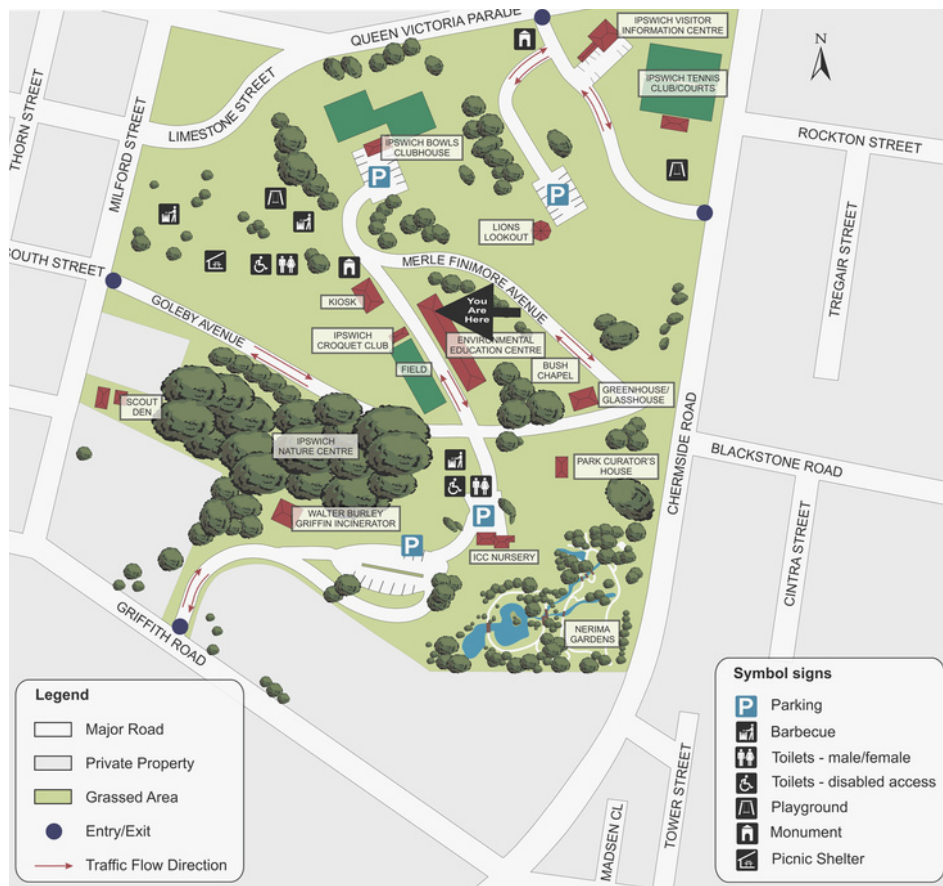 QUEEN VICTORIA PARADE
IPSWICH VISITOR
INFORMATION CENTRE
N
THORN STREET
MILFORD STREET
LIMESTONE STREET
IPSWICH TENNIS
CLUB/COURTS
ROCKTON STREET
IPSWICH BOWLS
CLUBHOUSE
P
P
LIONS
LOOKOUT
TREGAIR STREET
SOUTH STREET
MERLE FINIMORE AVENUE
GOLEBY AVENUE
KIOSK
You
Are
Here
IPSWICH
CROQUET CLUB
ENVIRONMENTAL
EDUCATION CENTRE
FIELD
BUSH
CHAPEL
GREENHOUSE/
GLASSHOUSE
SCOUT
DEN
CHERMSIDE ROAD
IPSWICH
NATURE CENTRE
BLACKSTONE ROAD
PARK CURATOR'S
HOUSE
WALTER BURLEY
GRIFFIN INCINERATOR
P
P
ICC NURSERY
CINTRA STREET
GRIFFITH ROAD
NERIMA
GARDENS
Legend
Major Road
Private Property
Grassed Area
Entry/Exit
Traffic Flow Direction
MADSEN CL
TOWER STREET
Symbol signs
P
Parking
Barbecue
Toilets - male/female
Toilets - disabled access
Playground
Monument
Picnic Shelter